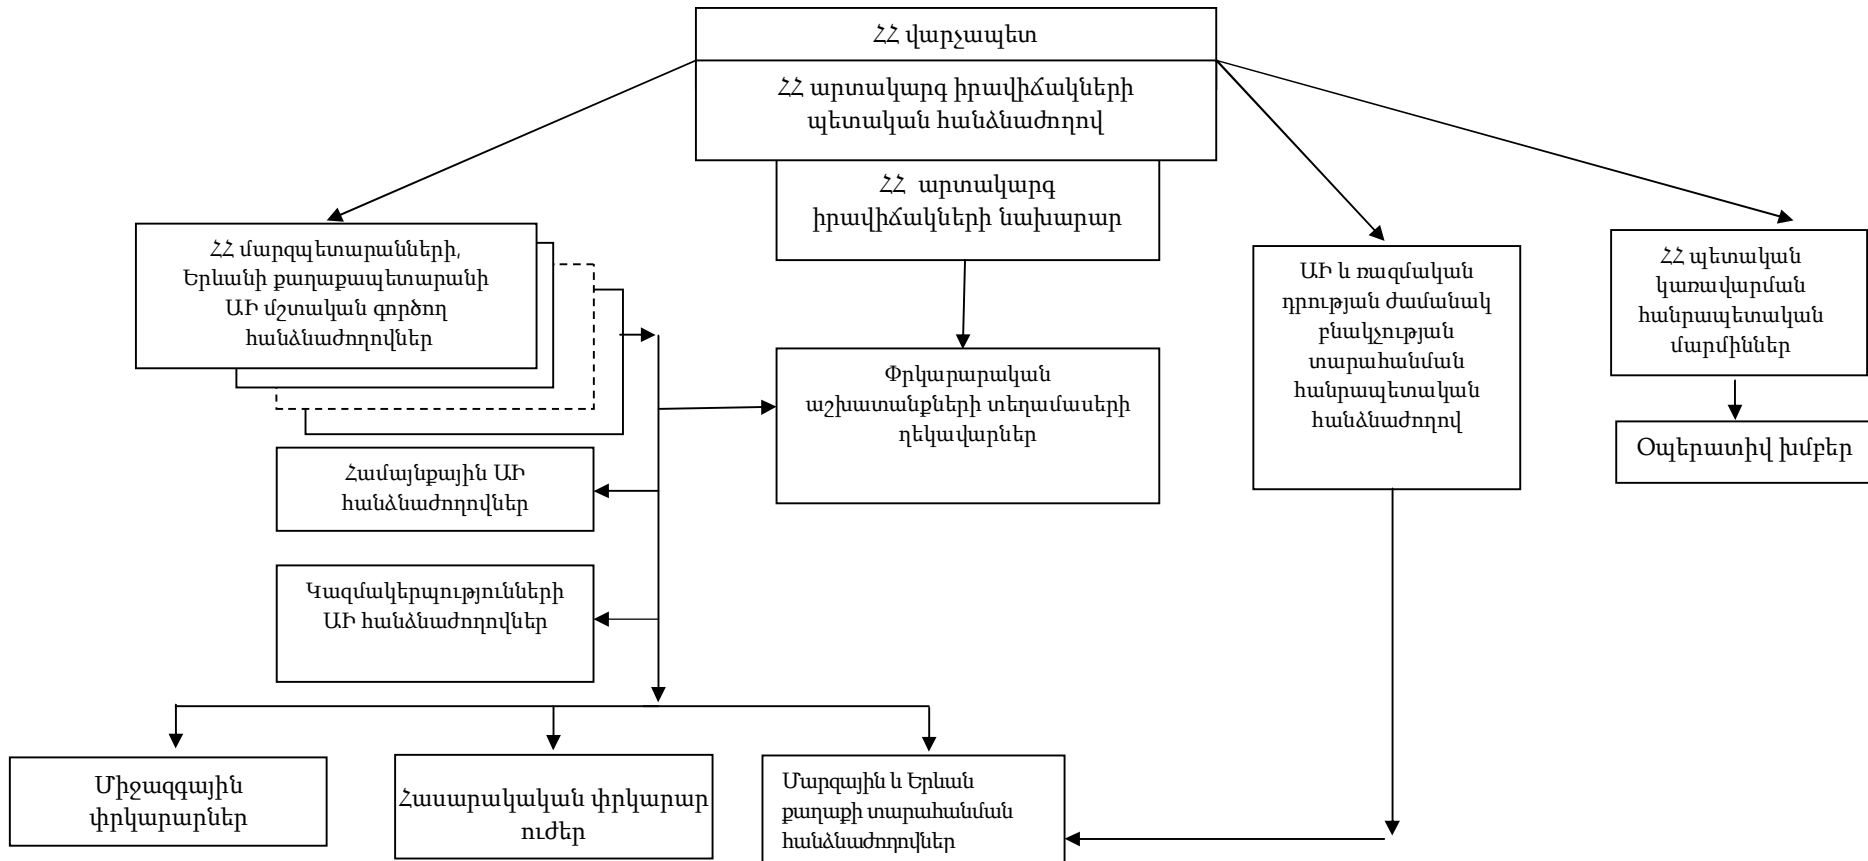 ՀՀ վարչապետ
ՀՀ արտակարգ իրավիճակների
պետական հանձնաժողով
ՀՀ արտակարգ
իրավիճակների նախարար
ՀՀ մարզպետարանների,
Երևանի քաղաքապետարանի
ԱԻ մշտական գործող
հանձնաժողովներ
ԱԻ և ռազմական
դրության ժամանակ
բնակչության
տարահանման
հանրապետական
հանձնաժողով
ՀՀ պետական
կառավարման
հանրապետական
մարմիններ
Փրկարարական
աշխատանքների տեղամասերի
ղեկավարներ
Օպերատիվ խմբեր
Համայնքային ԱԻ
հանձնաժողովներ
Կազմակերպությունների
ԱԻ հանձնաժողովներ
Միջազգային
փրկարարներ
Հասարակական փրկարար
ուժեր
Մարզային և Երևան
քաղաքի տարահանման
հանձնաժողովներ